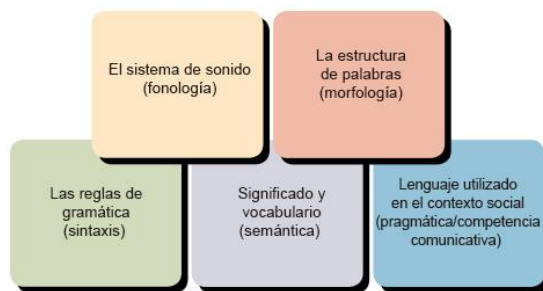 El sistema de sonido
(fonología)
La estructura
de palabras
(morfología)
Las reglas de
gramática
(sintaxis)
Significado y
vocabulario
(semántica)
Lenguaje utilizado
en el contexto social
(pragmática/competencia
comunicativa)